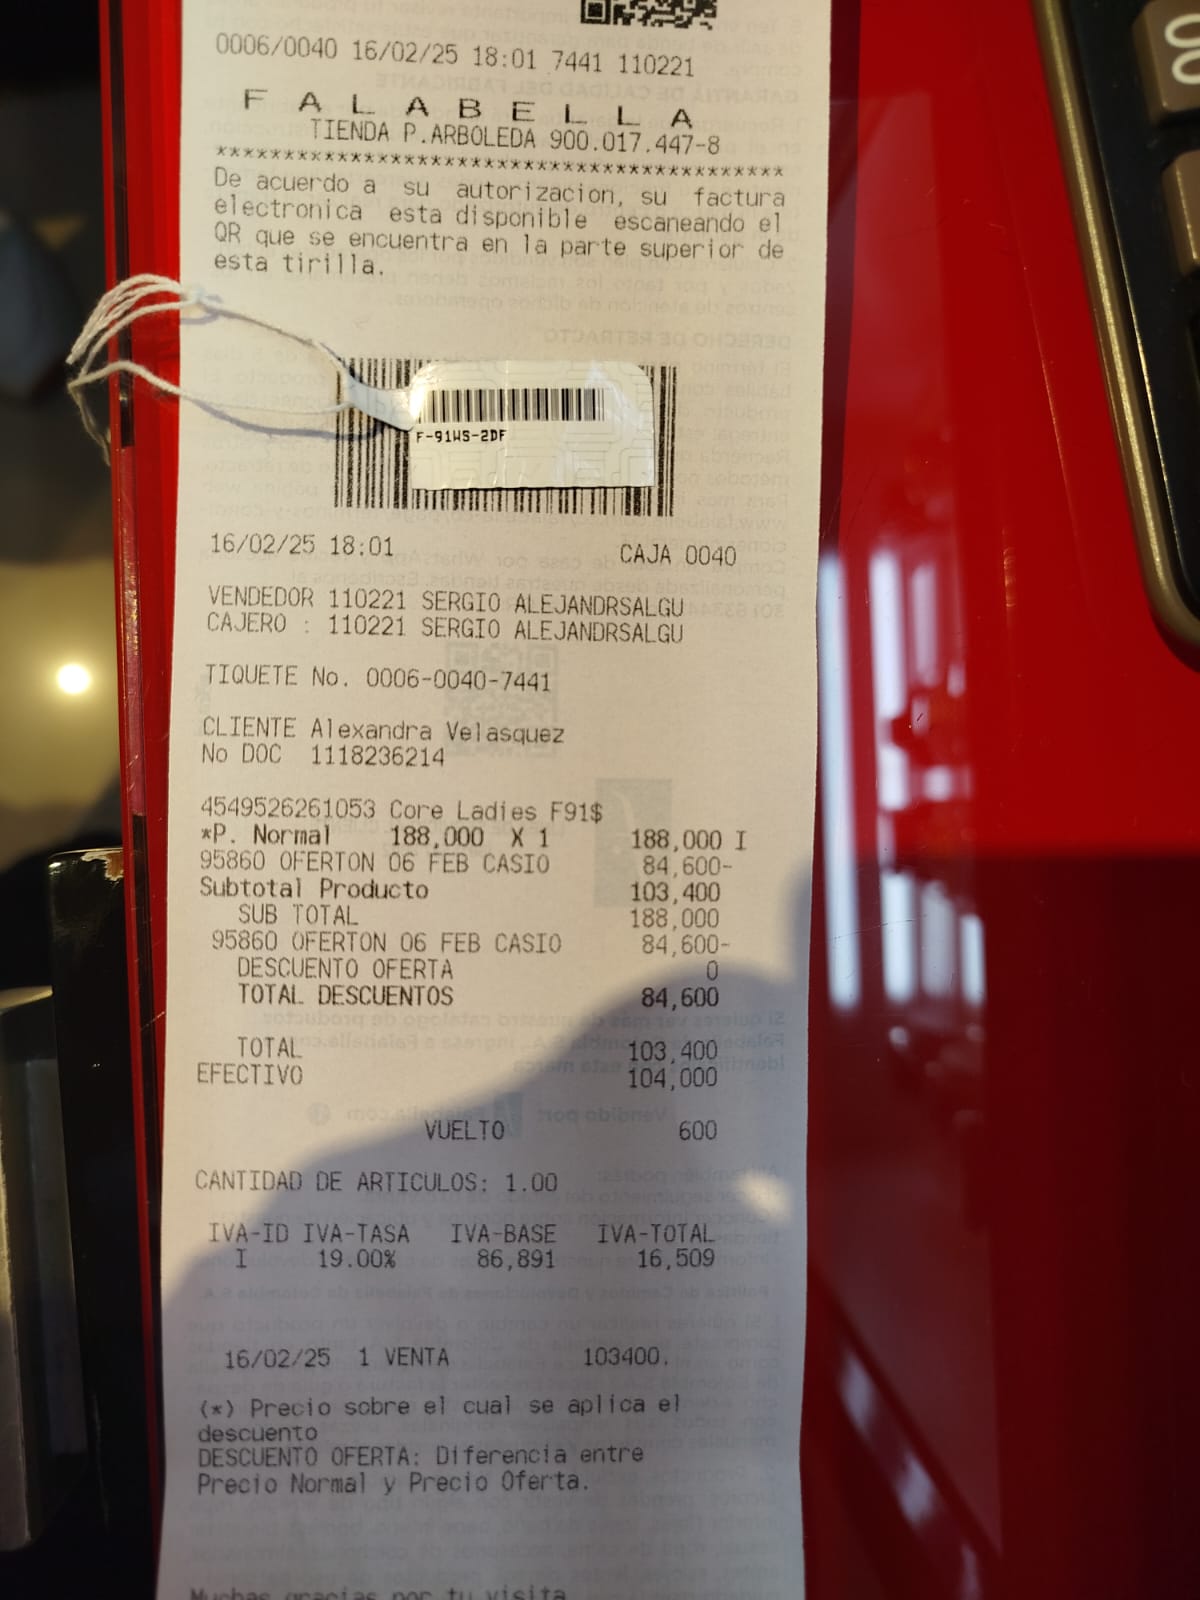 0006/0040 16/02/25 18:01 7441 110221
F A L A B E L L A
TIENDA P.ARBOLEDA 900.017.447-8
******************************************
De acuerdo a su autorizacion, su factura
electronica esta disponible escaneando el
QR que se encuentra en la parte superior de
esta tirilla.
F-91WS-2DF
16/02/25 18:01 CAJA 0040
VENDEDOR 110221 SERGIO ALEJANDRSALGU
CAJERO : 110221 SERGIO ALEJANDRSALGU
TIQUETE No. 0006-0040-7441
CLIENTE Alexandra Velasquez
No DOC 1118236214
4549526261053 Core Ladies F91$
*P. Normal 188,000 X 1 188,000 I
95860 OFERTON 06 FEB CASIO 84,600-
Subtotal Producto 103,400
SUB TOTAL 188,000
95860 OFERTON 06 FEB CASIO 84,600-
DESCUENTO OFERTA 0
TOTAL DESCUENTOS 84,600
TOTAL 103,400
EFECTIVO 104,000
VUELTO 600
CANTIDAD DE ARTICULOS: 1.00
IVA-ID IVA-TASA IVA-BASE IVA-TOTAL
I 19.00% 86,891 16,509
16/02/25 1 VENTA 103400.
(*) Precio sobre el cual se aplica el
descuento
DESCUENTO OFERTA: Diferencia entre
Precio Normal y Precio Oferta.
Muchas gracias por tu visita